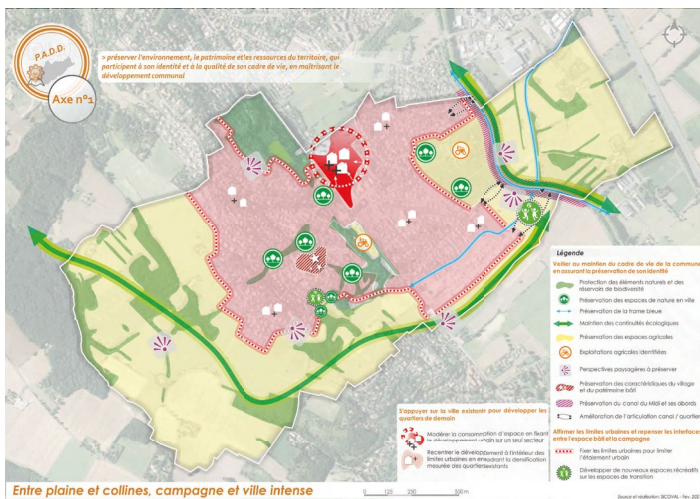 P.A.D.D.
Axe n°1
> préserver l'environnement, le patrimoine et les ressources du territoire, qui
participent à son identité et à la qualité de son cadre de vie, en maîtrisant le
développement communal
Légende
Veiller au maintien du cadre de vie de la commune
en assurant la préservation de son identité
Protection des éléments naturels et des
réservoirs de biodiversité
Préservation des espaces de nature en ville
Préservation de la trame bleue
Maintien des continuités écologiques
Préservation des espaces agricoles
Exploitations agricoles identifiées
Perspectives paysagères à préserver
Préservation des caractéristiques du village
et du patrimoine bâti
Préservation du canal du Midi et ses abords
Amélioration de l'articulation canal / quartier
Affirmer les limites urbaines et repenser les interfaces
entre l'espace bâti et la campagne
Fixer les limites urbaines pour limiter
l'étalement urbain
Développer de nouveaux espaces récréatifs
sur les espaces de transition
S'appuyer sur la ville existant pour développer les
quartiers de demain
Modérer la consommation d'espace en fixant
le développement urbain sur un seul secteur
Recentrer le développement à l'intérieur des
limites urbaines en encadrant la densification
mesurée des quartiers existants
Entre plaine et collines, campagne et ville intense
0 125 250 500 m
Source et réalisation: SICOVAL - Fev.